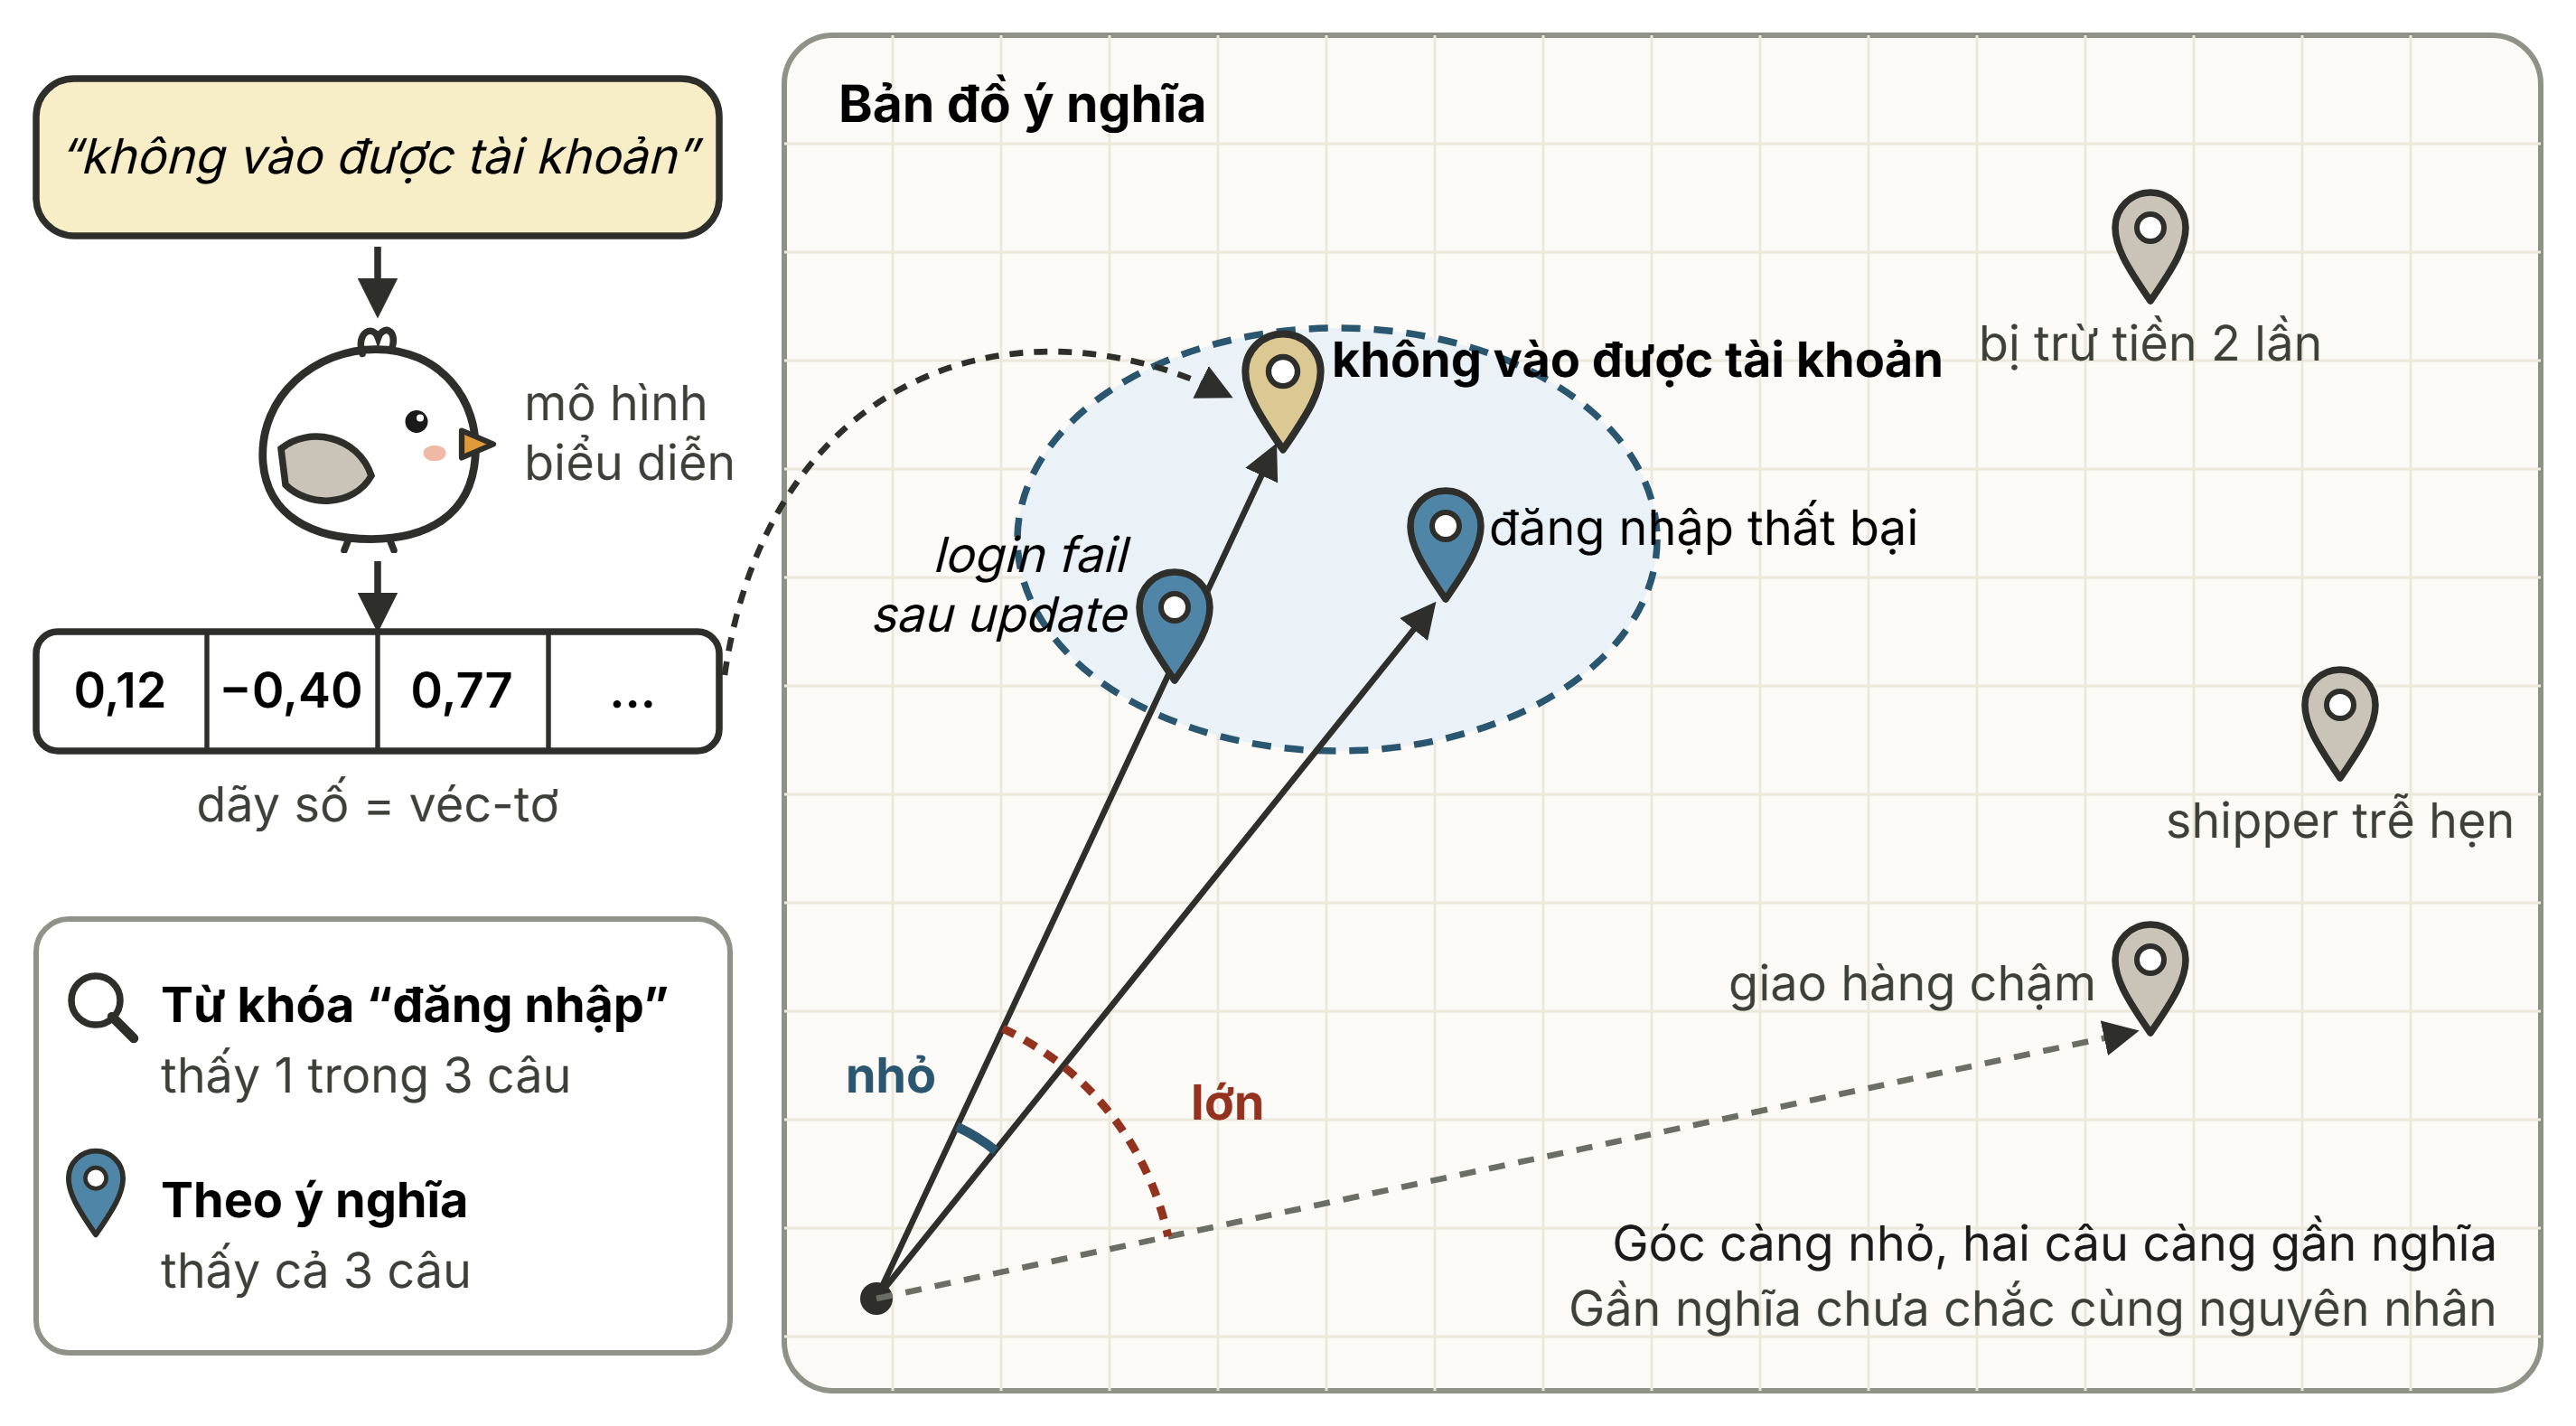 “không vào được tài khoản”
mô hình
biểu diễn
0,12 −0,40 0,77 ...
dãy số = véc-tơ
Từ khóa “đăng nhập”
thấy 1 trong 3 câu
Theo ý nghĩa
thấy cả 3 câu
Bản đồ ý nghĩa
bị trừ tiền 2 lần
không vào được tài khoản
đăng nhập thất bại
login fail
sau update
shipper trễ hẹn
giao hàng chậm
nhỏ
lớn
Góc càng nhỏ, hai câu càng gần nghĩa
Gần nghĩa chưa chắc cùng nguyên nhân